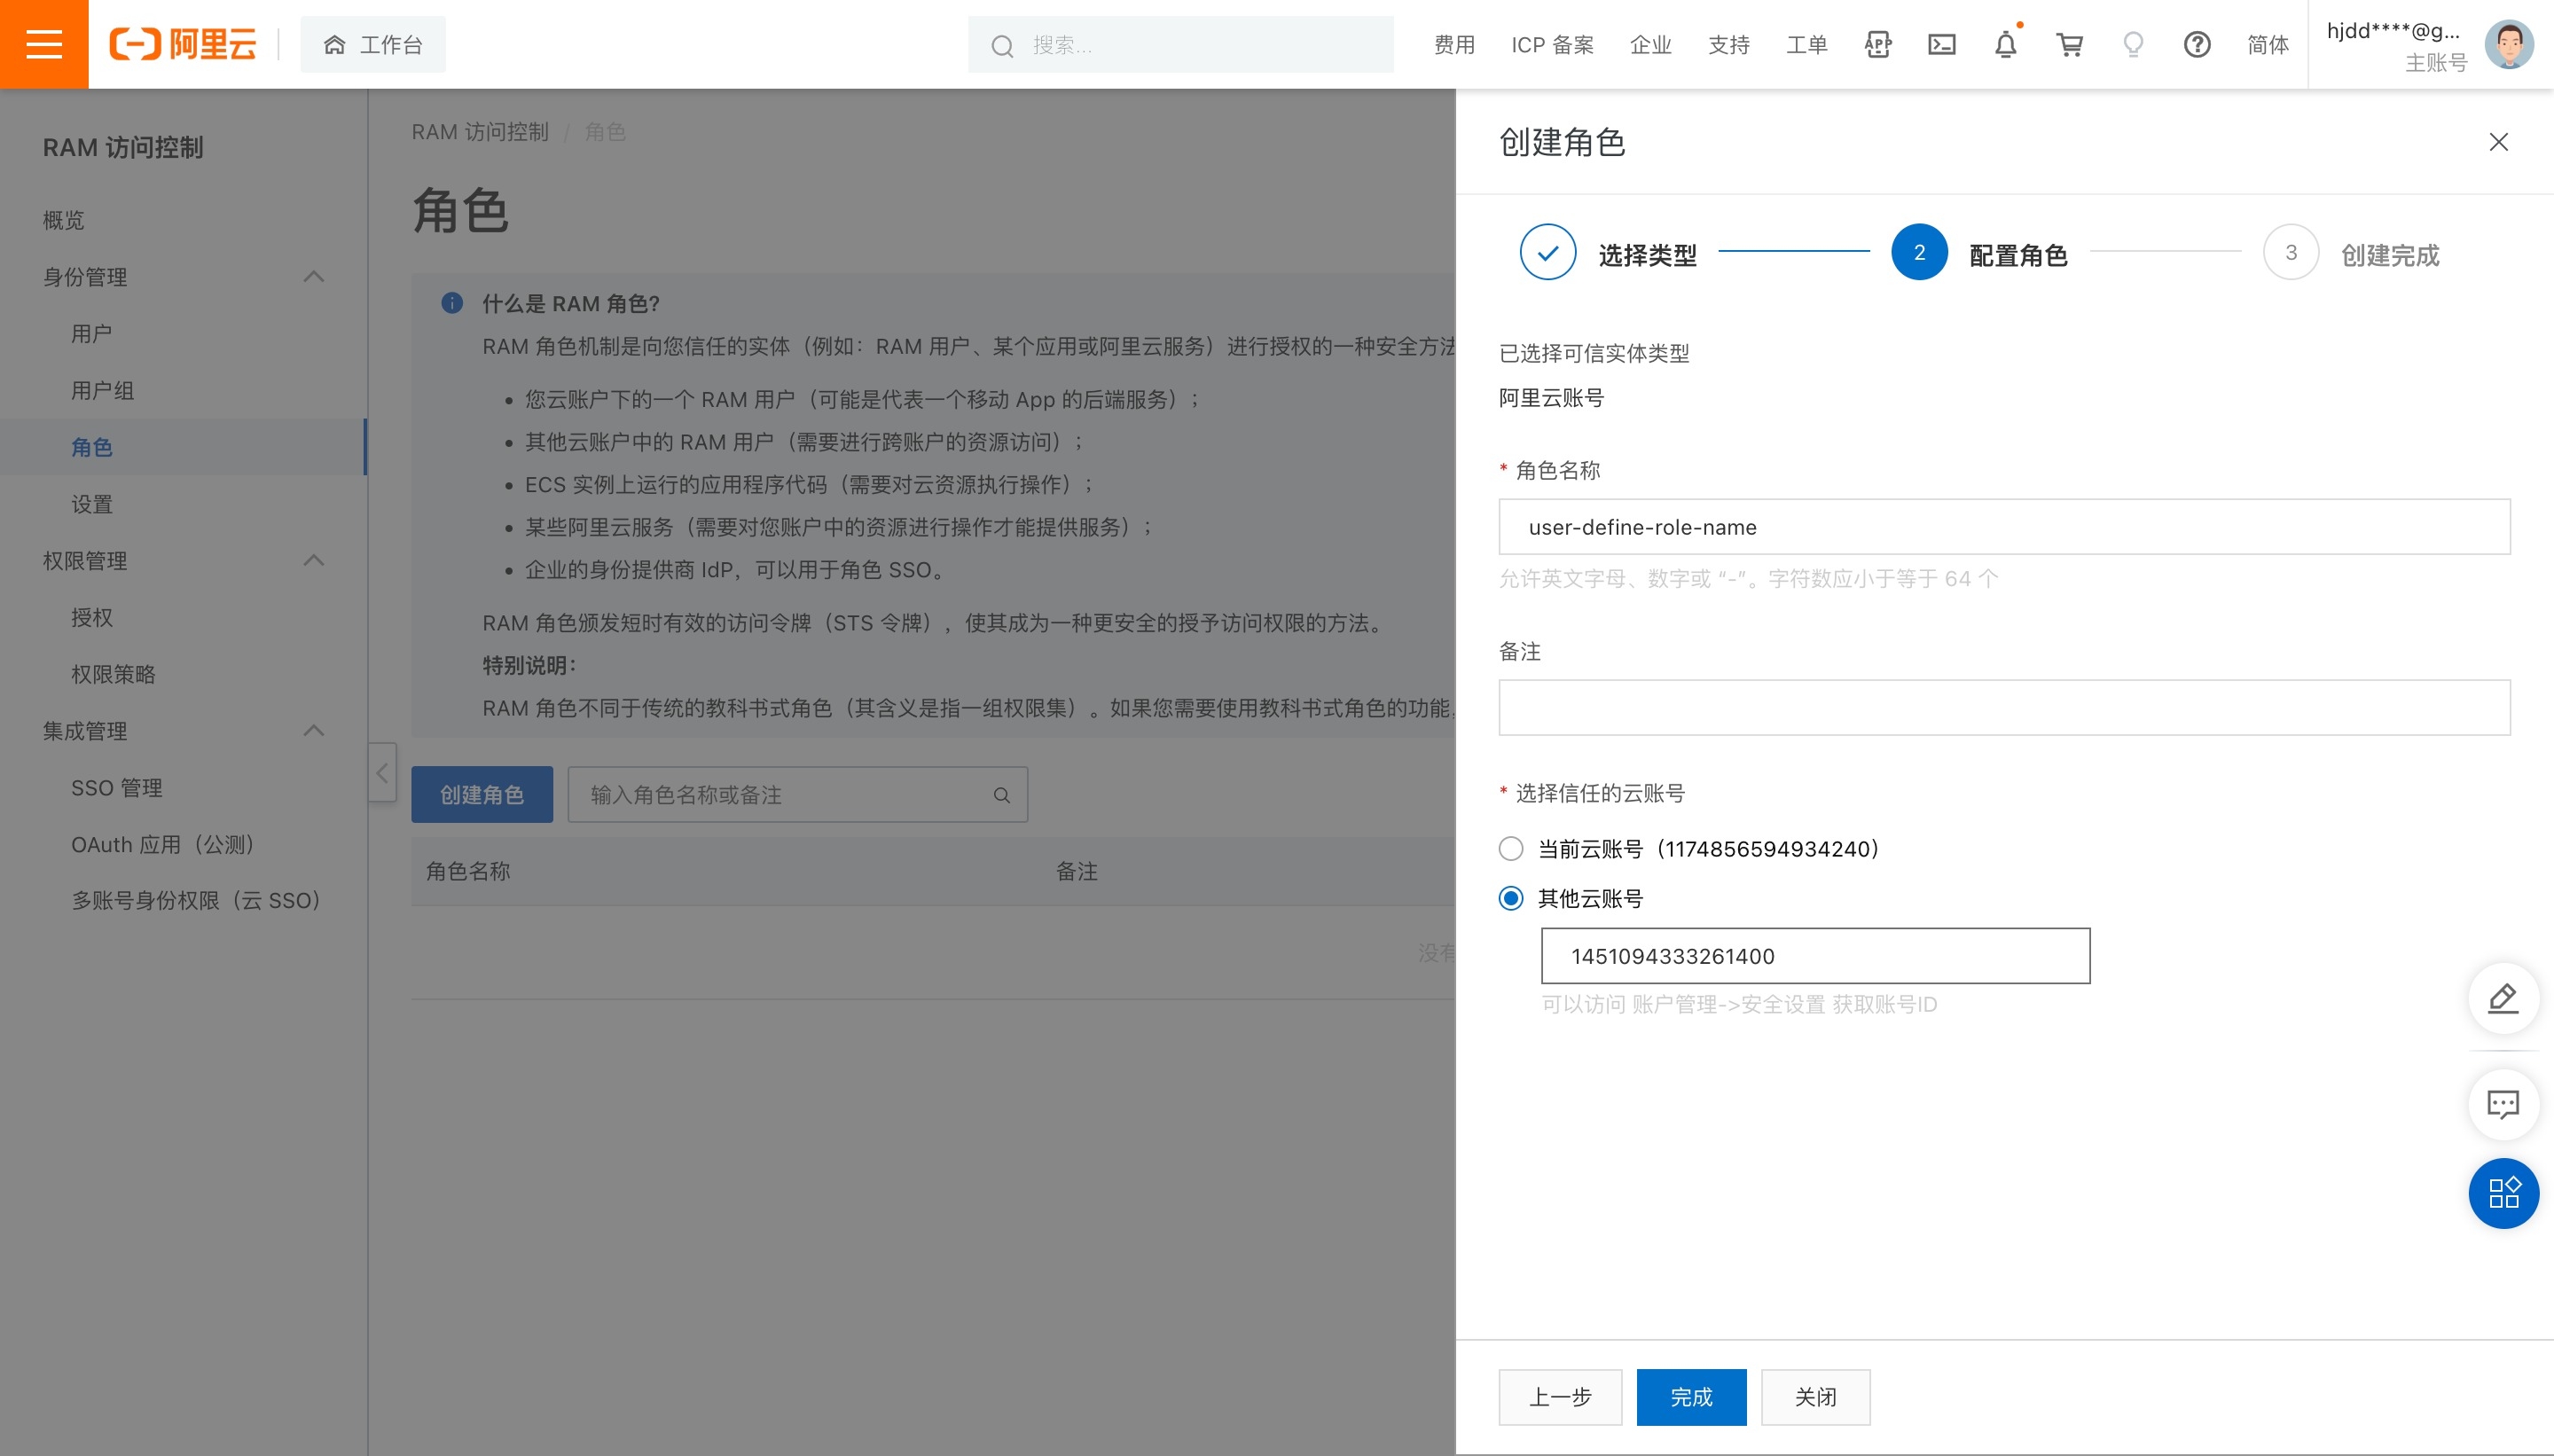 阿里云
工作台
搜索...
费用
ICP 备案
企业
支持
工单
APP
简体
hjdd****@g...
主账号
RAM 访问控制
概览
身份管理
用户
用户组
角色
设置
权限管理
授权
权限策略
集成管理
SSO 管理
OAuth 应用（公测）
多账号身份权限（云 SSO）
RAM 访问控制 / 角色
角色
什么是 RAM 角色?
RAM 角色机制是向您信任的实体（例如：RAM 用户、某个应用或阿里云服务）进行授权的一种安全方法
您云账户下的一个 RAM 用户（可能是代表一个移动 App 的后端服务）；
其他云账户中的 RAM 用户（需要进行跨账户的资源访问）；
ECS 实例上运行的应用程序代码（需要对云资源执行操作）；
某些阿里云服务（需要对您账户中的资源进行操作才能提供服务）；
企业的身份提供商 IdP，可以用于角色 SSO。
RAM 角色颁发短时有效的访问令牌（STS 令牌），使其成为一种更安全的授予访问权限的方法。
特别说明：
RAM 角色不同于传统的教科书式角色（其含义是指一组权限集）。如果您需要使用教科书式角色的功能，
创建角色
输入角色名称或备注
角色名称
备注
没有
创建角色
选择类型
2 配置角色
3 创建完成
已选择可信实体类型
阿里云账号
* 角色名称
user-define-role-name
允许英文字母、数字或 “-”。字符数应小于等于 64 个
备注
* 选择信任的云账号
当前云账号（1174856594934240）
其他云账号
1451094333261400
可以访问 账户管理->安全设置 获取账号ID
上一步
完成
关闭